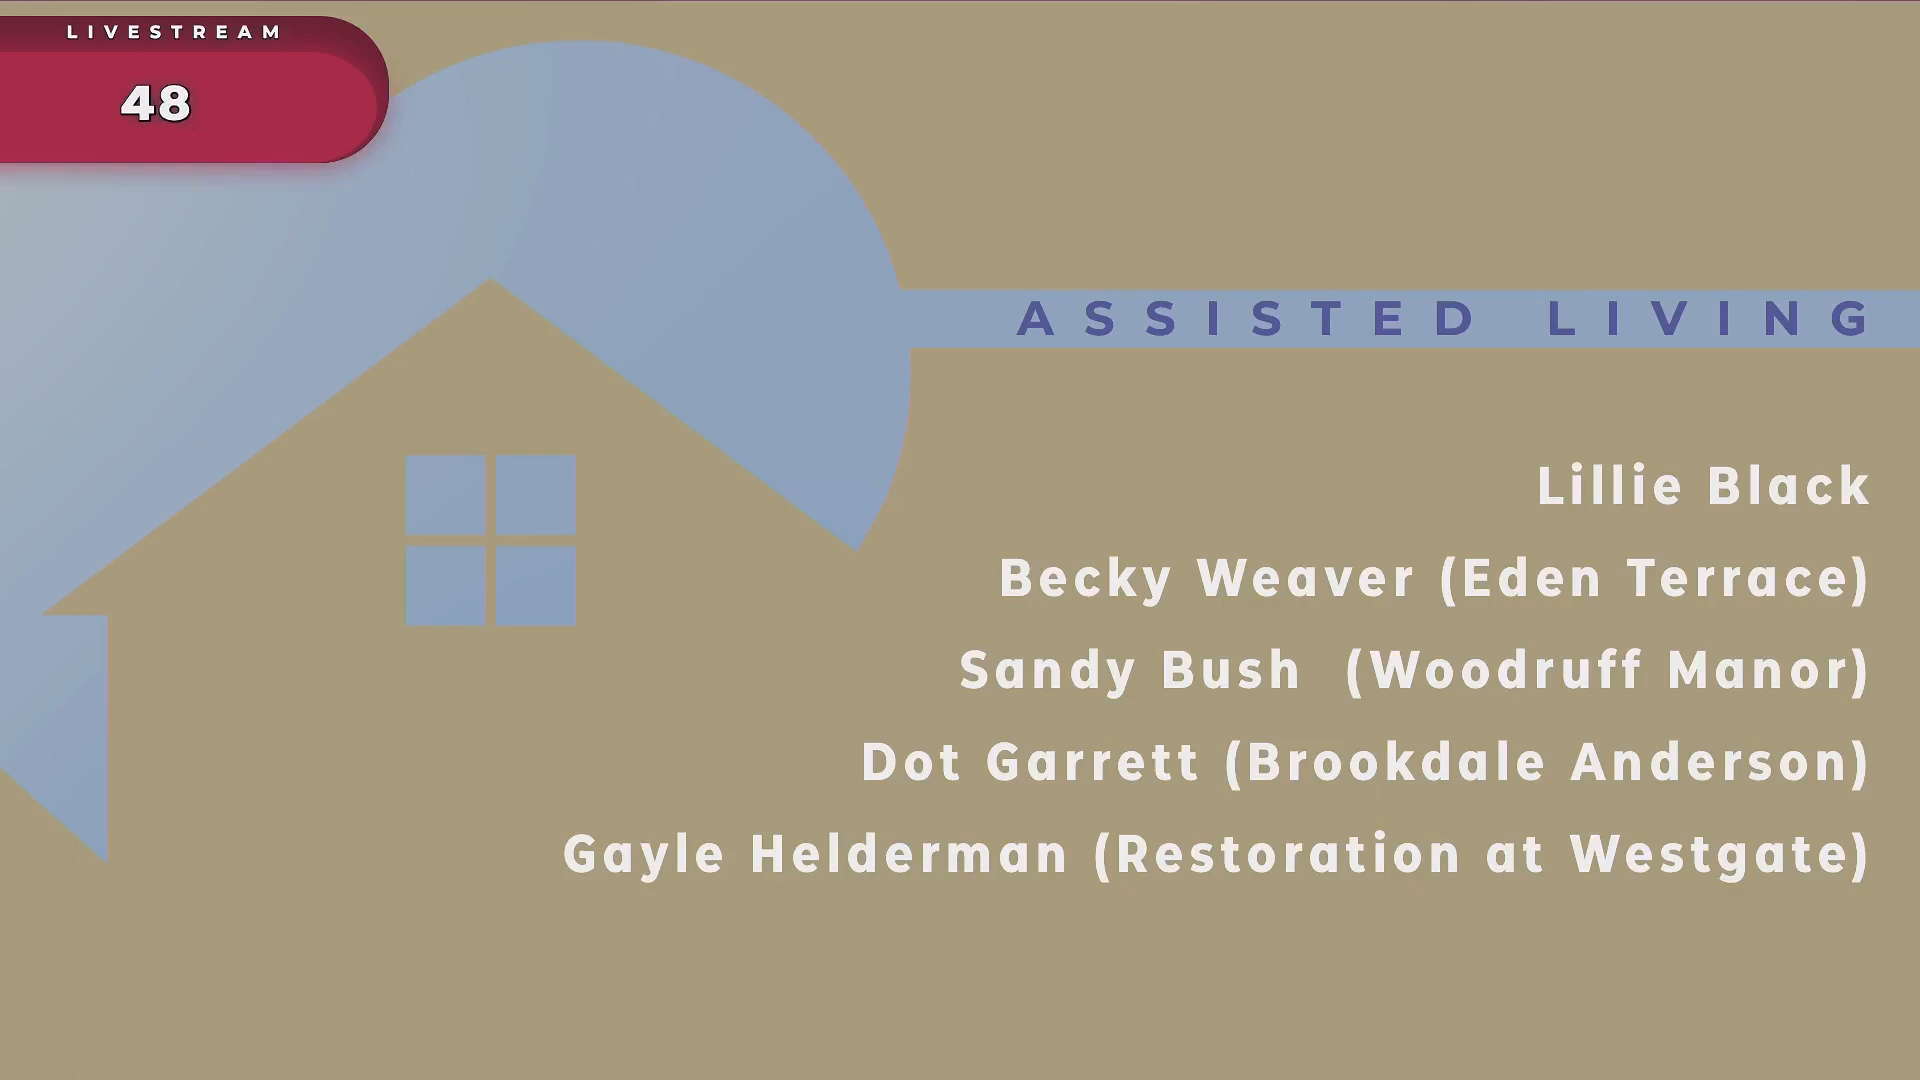 LIVESTREAM
48
ASSISTED LIVING
Lillie Black
Becky Weaver (Eden Terrace)
Sandy Bush  (Woodruff Manor)
Dot Garrett (Brookdale Anderson)
Gayle Helderman (Restoration at Westgate)